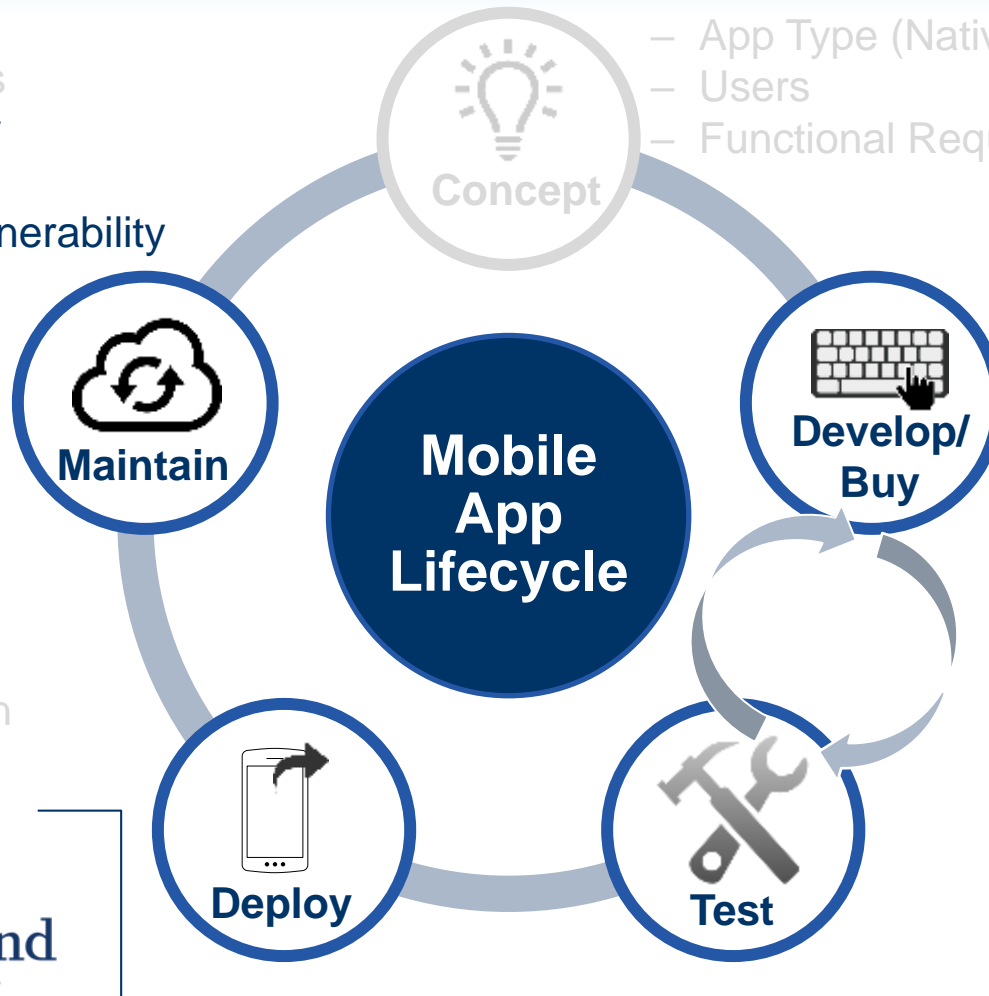 – App Type (Nativ
– Users
– Functional Requ
Concept
nerability
Maintain
Develop/
Buy
Mobile
App
Lifecycle
Deploy
Test
nd